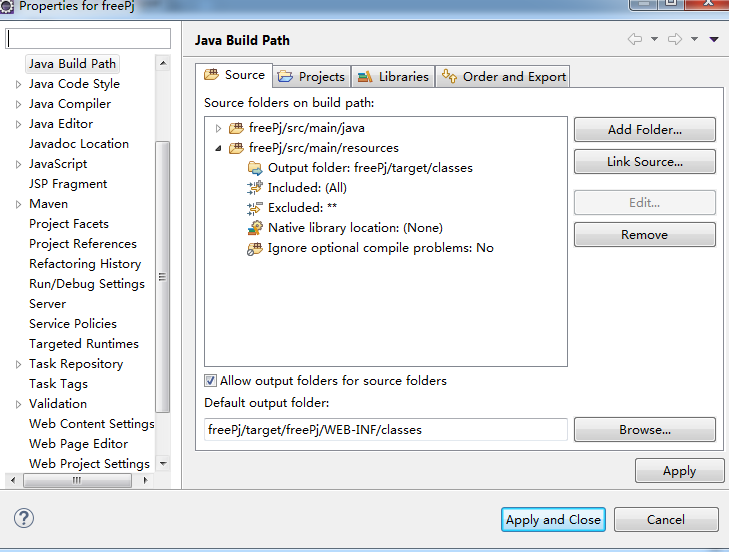 Properties for freePj
Java Build Path
Java Code Style
Java Compiler
Java Editor
Javadoc Location
JavaScript
JSP Fragment
Maven
Project Facets
Project References
Refactoring History
Run/Debug Settings
Server
Service Policies
Targeted Runtimes
Task Repository
Task Tags
Validation
Web Content Settings
Web Page Editor
Web Project Settings
Java Build Path
Source
Projects
Libraries
Order and Export
Source folders on build path:
freePj/src/main/java
freePj/src/main/resources
Output folder: freePj/target/classes
Included: (All)
Excluded: **
Native library location: (None)
Ignore optional compile problems: No
Add Folder...
Link Source...
Edit...
Remove
Allow output folders for source folders
Default output folder:
freePj/target/freePj/WEB-INF/classes
Browse...
Apply
Apply and Close
Cancel